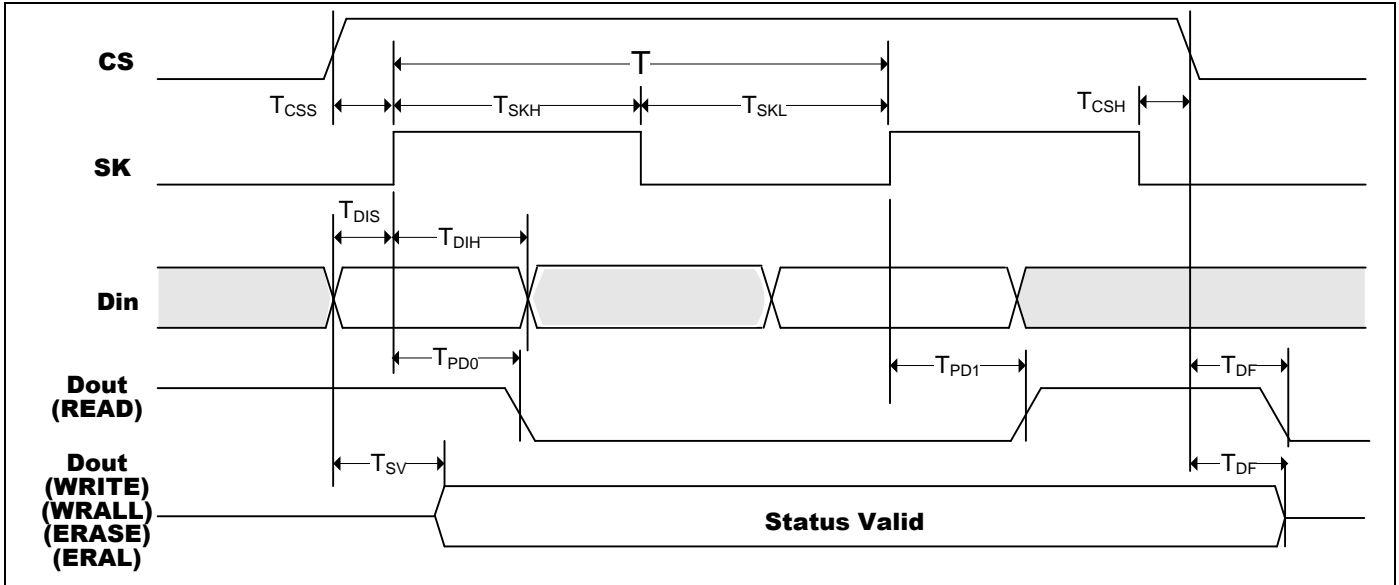 CS
T
TCSS
TSKH
TSKL
TCSH
SK
TDIS
TDIH
Din
TPD0
TPD1
TDF
Dout
(READ)
TSV
TDF
Dout
(WRITE)
(WRALL)
(ERASE)
(ERAL)
Status Valid